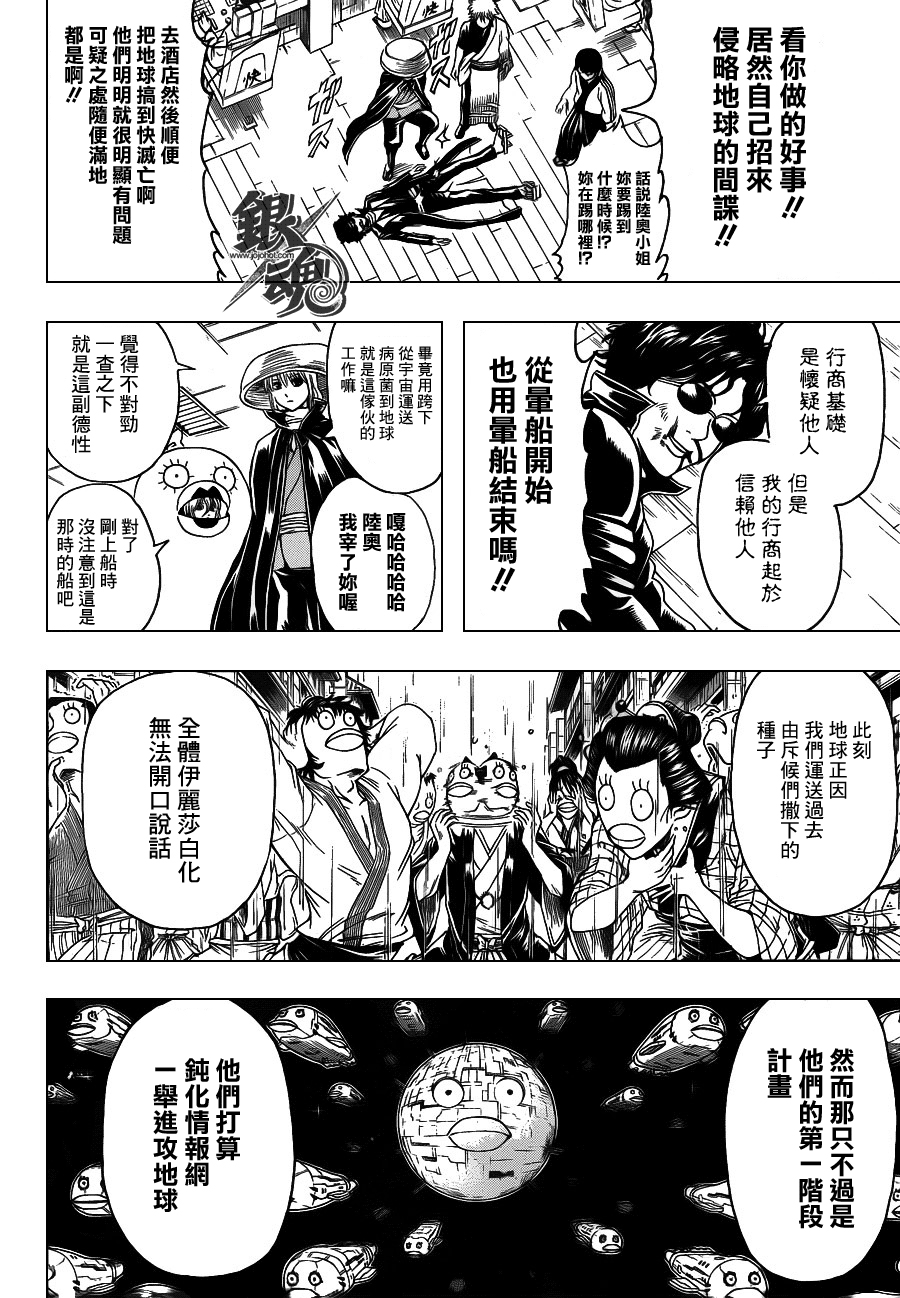 看你做的好事!!
居然自己招來
侵略地球的間諜!!
話說陸奧小姐
妳要踢到
什麼時候!?
妳在踢哪裡!?
去酒店然後順便
把地球搞到快滅亡啊
他們明明就很明顯有問題
可疑之處隨便滿地
都是啊!!
快
快
銀魂
www.jojohot.com
行商基礎
是懷疑他人
但是
我的行商起於
信賴他人
從暈船開始
也用暈船結束嗎!!
畢竟用跨下
從宇宙運送
病原菌到地球
就是這傢伙的
工作嘛
嘎哈哈哈哈
陸奧
我宰了妳喔
覺得不對勁
一查之下
就是這副德性
對了
剛上船時
沒注意到這是
那時的船吧
此刻
地球正因
我們運送過去
由斥候們撒下的
種子
全體伊麗莎白化
無法開口說話
然而那只不過是
他們的第一階段
計畫
他們打算
鈍化情報網
一舉進攻地球